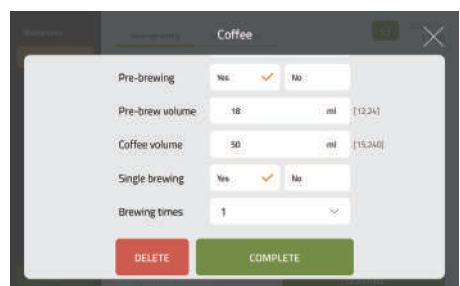 Coffee
Pre-brewing Yes No
Pre-brew volume 18 ml [12,24]
Coffee volume 50 ml [15,240]
Single brewing Yes No
Brewing times 1
DELETE COMPLETE